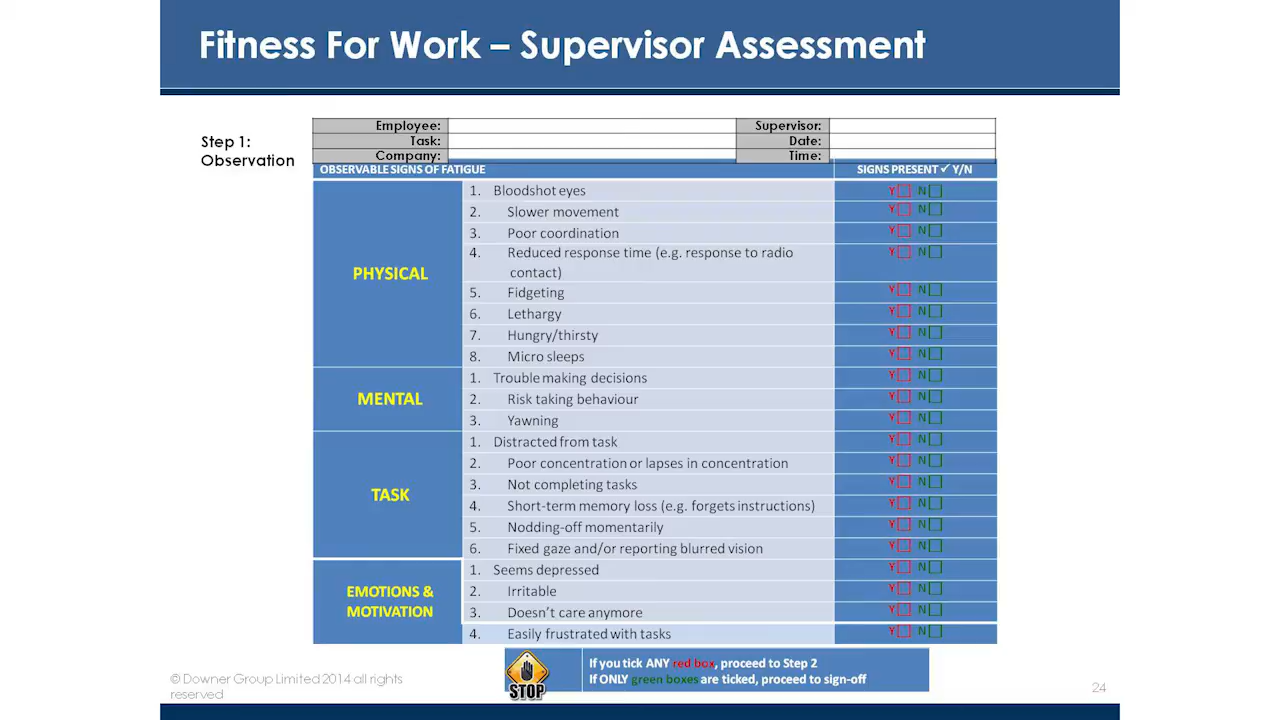 Fitness For Work – Supervisor Assessment
Step 1:
Observation
Employee: Supervisor:
Task: Date:
Company: Time:
OBSERVABLE SIGNS OF FATIGUE SIGNS PRESENT ✓ Y/N
PHYSICAL
1. Bloodshot eyes Y N
2. Slower movement Y N
3. Poor coordination Y N
4. Reduced response time (e.g. response to radio Y N
contact)
5. Fidgeting Y N
6. Lethargy Y N
7. Hungry/thirsty Y N
8. Micro sleeps Y N
MENTAL
1. Trouble making decisions Y N
2. Risk taking behaviour Y N
3. Yawning Y N
TASK
1. Distracted from task Y N
2. Poor concentration or lapses in concentration Y N
3. Not completing tasks Y N
4. Short-term memory loss (e.g. forgets instructions) Y N
5. Nodding-off momentarily Y N
6. Fixed gaze and/or reporting blurred vision Y N
EMOTIONS &
MOTIVATION
1. Seems depressed Y N
2. Irritable Y N
3. Doesn't care anymore Y N
4. Easily frustrated with tasks Y N
STOP
If you tick ANY red box, proceed to Step 2
If ONLY green boxes are ticked, proceed to sign-off
© Downer Group Limited 2014 all rights
reserved
24